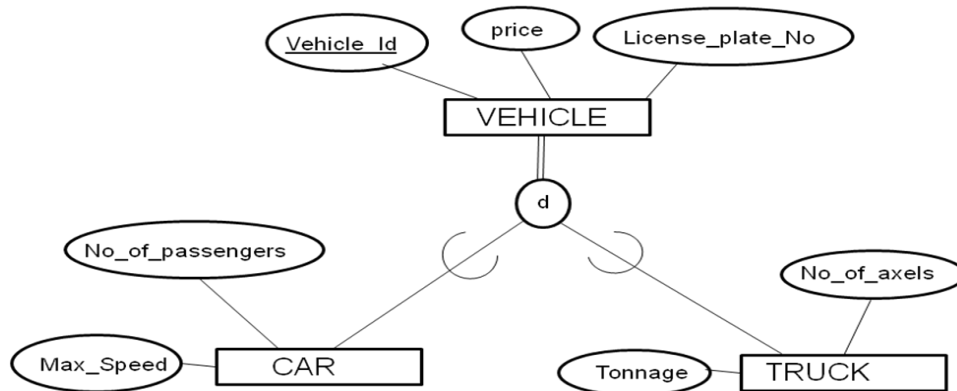 Vehicle_Id
price
License_plate_No
VEHICLE
d
No_of_passengers
No_of_axels
Max_Speed
CAR
Tonnage
TRUCK